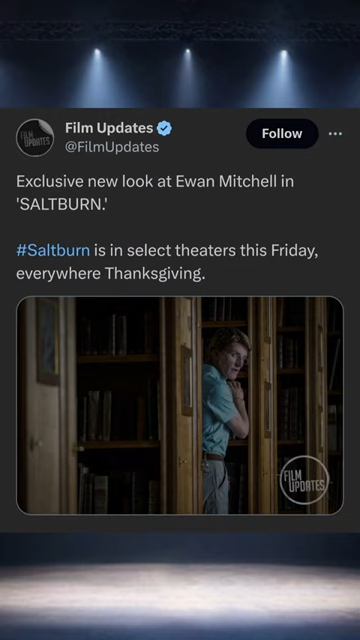 FILM
UPDATES
Film Updates
@FilmUpdates
Follow
Exclusive new look at Ewan Mitchell in
'SALTBURN.'
#Saltburn is in select theaters this Friday,
everywhere Thanksgiving.
FILM
UPDATES